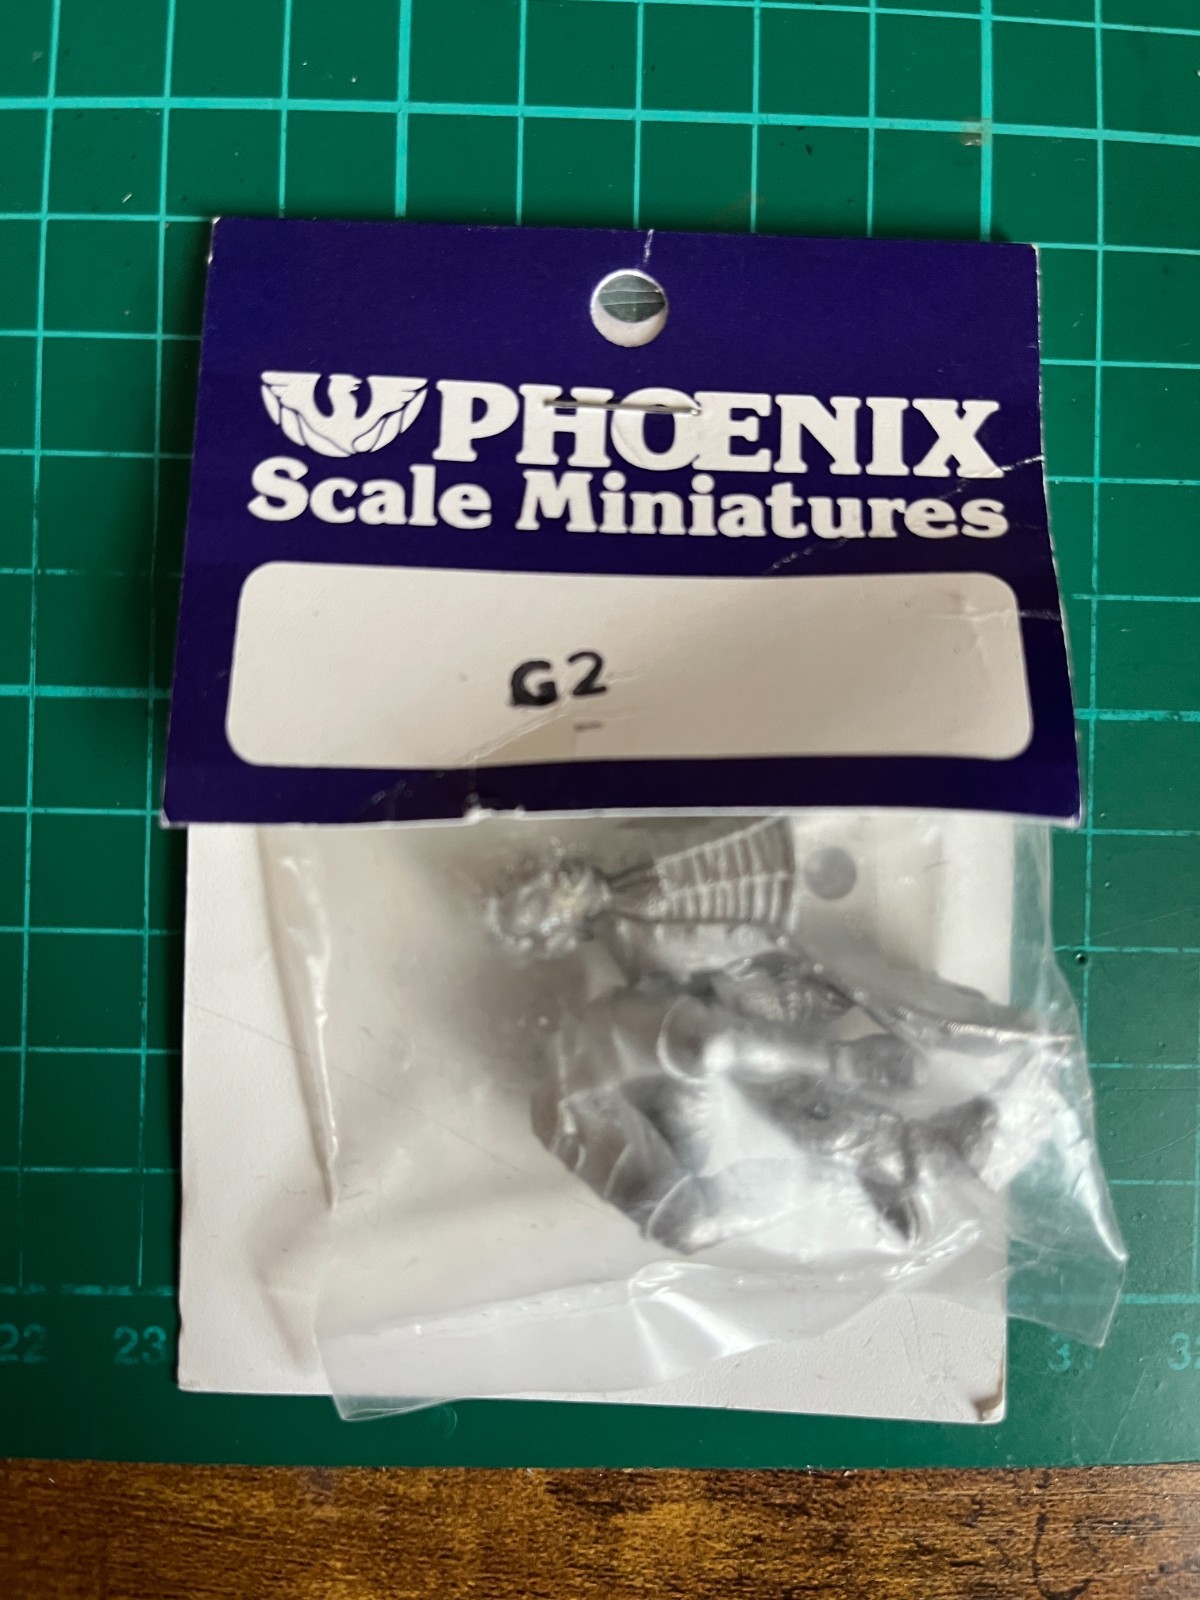 PHOENIX
Scale Miniatures
G2
22 23